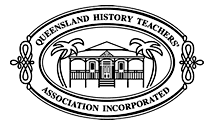 QUEENSLAND HISTORY TEACHERS'
ASSOCIATION INCORPORATED